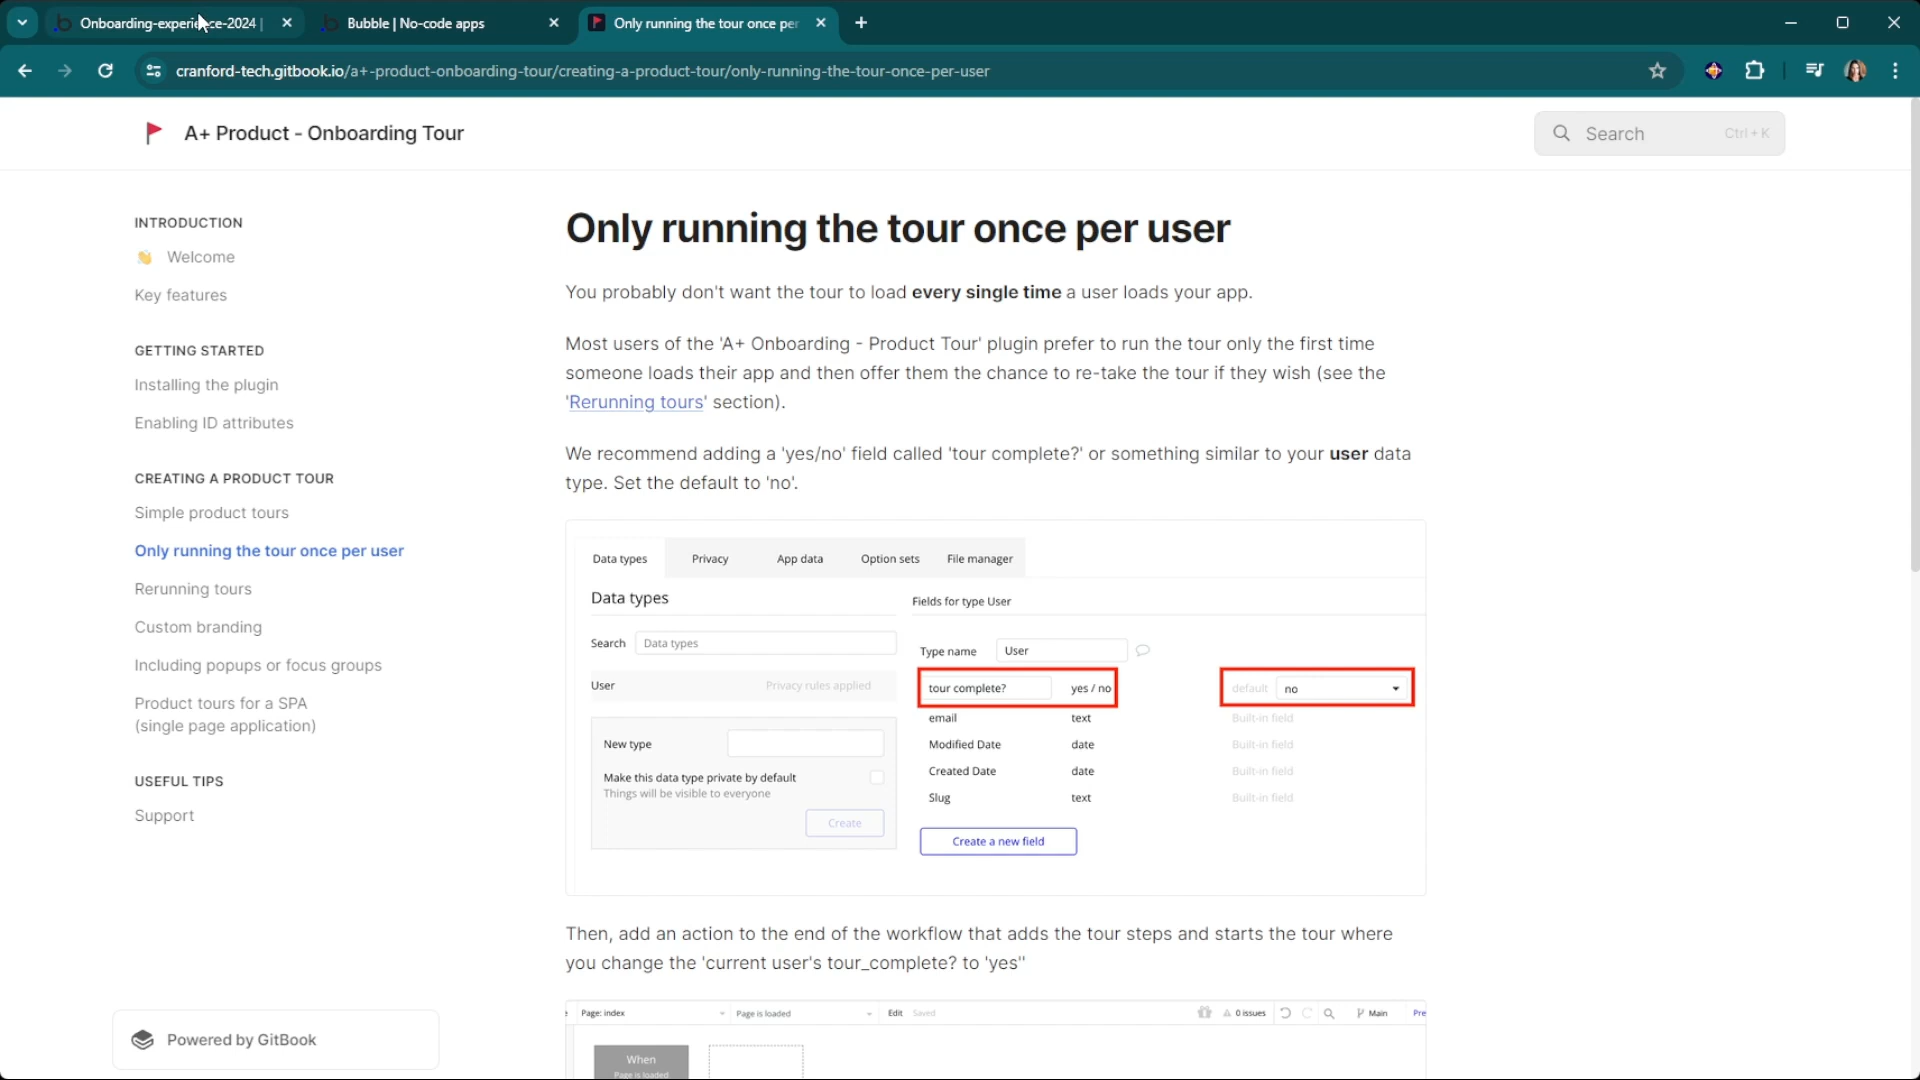 Onboarding-experience-2024 |
Bubble | No-code apps
Only running the tour once per
cranford-tech.gitbook.io/a+-product-onboarding-tour/creating-a-product-tour/only-running-the-tour-once-per-user
A+ Product - Onboarding Tour
Search
Ctrl + K
INTRODUCTION
Welcome
Key features
GETTING STARTED
Installing the plugin
Enabling ID attributes
CREATING A PRODUCT TOUR
Simple product tours
Only running the tour once per user
Rerunning tours
Custom branding
Including popups or focus groups
Product tours for a SPA
(single page application)
USEFUL TIPS
Support
Powered by GitBook
Only running the tour once per user
You probably don't want the tour to load every single time a user loads your app.
Most users of the 'A+ Onboarding - Product Tour' plugin prefer to run the tour only the first time
someone loads their app and then offer them the chance to re-take the tour if they wish (see the
'Rerunning tours' section).
We recommend adding a 'yes/no' field called 'tour complete?' or something similar to your user data
type. Set the default to 'no'.
Data types
Privacy
App data
Option sets
File manager
Data types
Fields for type User
Search
Data types
Type name
User
User
Privacy rules applied
tour complete?
yes / no
default
no
email
text
Built-in field
New type
Modified Date
date
Built-in field
Make this data type private by default
Things will be visible to everyone
Created Date
date
Built-in field
Slug
text
Built-in field
Create
Create a new field
Then, add an action to the end of the workflow that adds the tour steps and starts the tour where
you change the 'current user's tour_complete? to 'yes''
Page: index
Page is loaded
Edit
Saved
0 issues
Main
Pre
When
Page is loaded